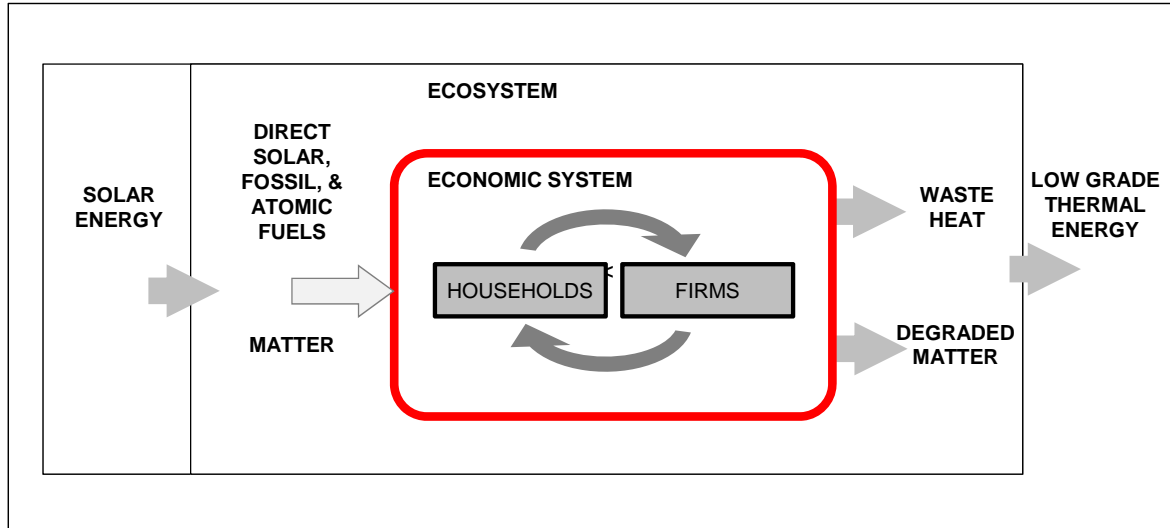 ECOSYSTEM
SOLAR
ENERGY
DIRECT
SOLAR,
FOSSIL, &
ATOMIC
FUELS
MATTER
ECONOMIC SYSTEM
HOUSEHOLDS
<
FIRMS
WASTE
HEAT
DEGRADED
MATTER
LOW GRADE
THERMAL
ENERGY